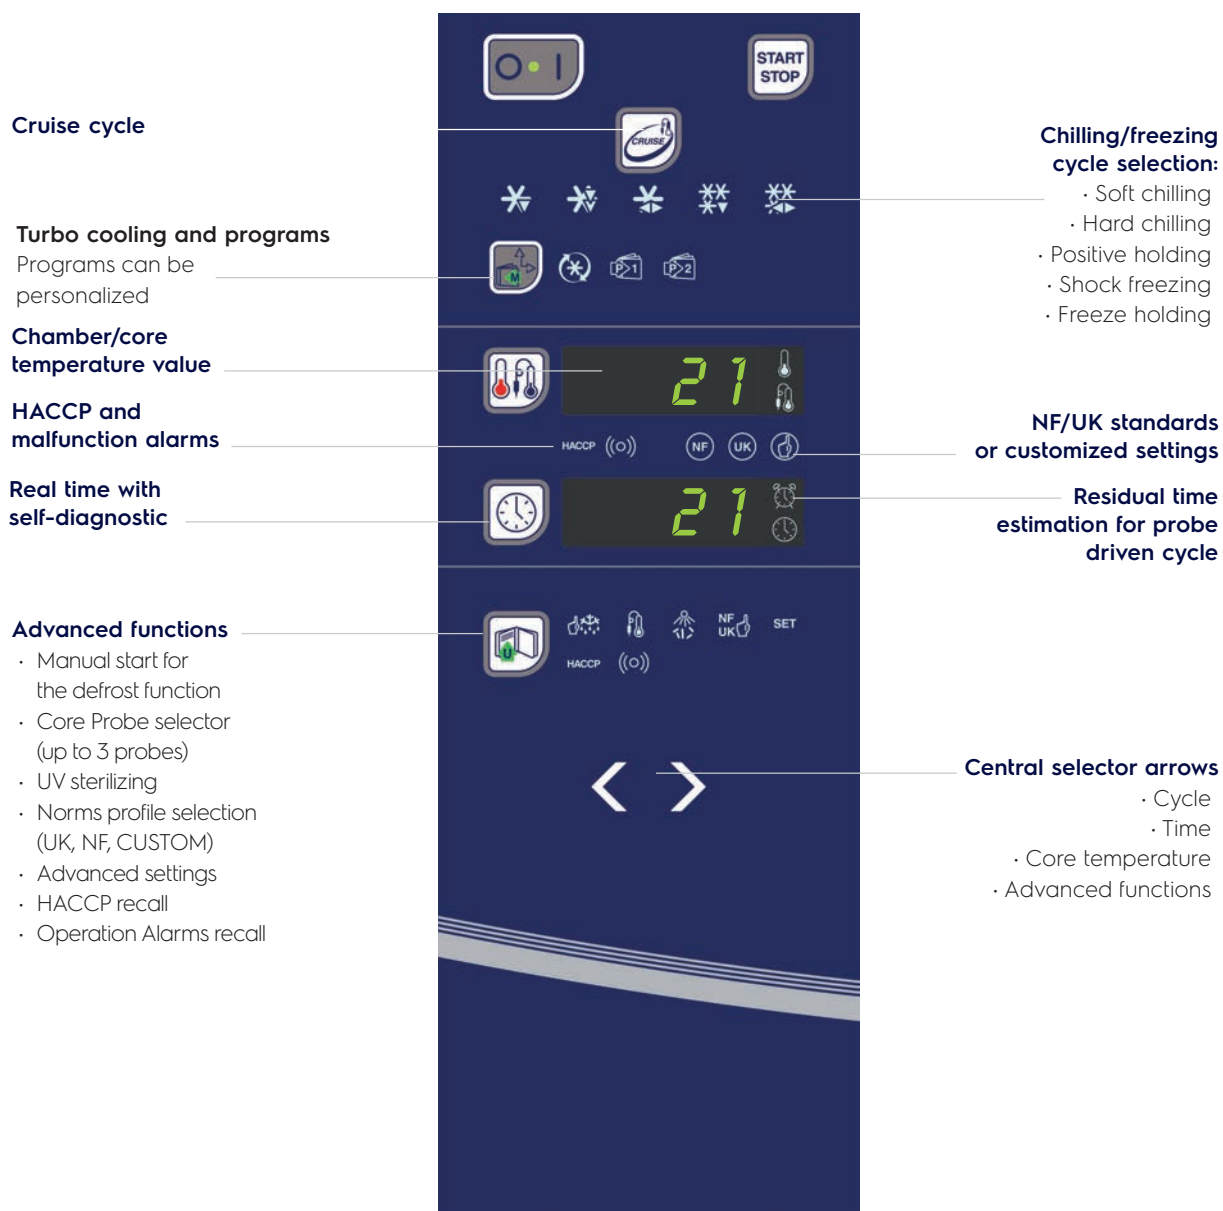 Cruise cycle
Turbo cooling and programs
Programs can be
personalized
Chamber/core
temperature value
HACCP and
malfunction alarms
Real time with
self-diagnostic
Advanced functions
· Manual start for
the defrost function
· Core Probe selector
(up to 3 probes)
· UV sterilizing
· Norms profile selection
(UK, NF, CUSTOM)
· Advanced settings
· HACCP recall
· Operation Alarms recall
O I
START
STOP
CRUISE
M
P>1
P>2
21
HACCP
NF
UK
21
U
NF
UK
SET
HACCP
Chilling/freezing
cycle selection:
· Soft chilling
· Hard chilling
· Positive holding
· Shock freezing
· Freeze holding
NF/UK standards
or customized settings
Residual time
estimation for probe
driven cycle
Central selector arrows
· Cycle
· Time
· Core temperature
· Advanced functions